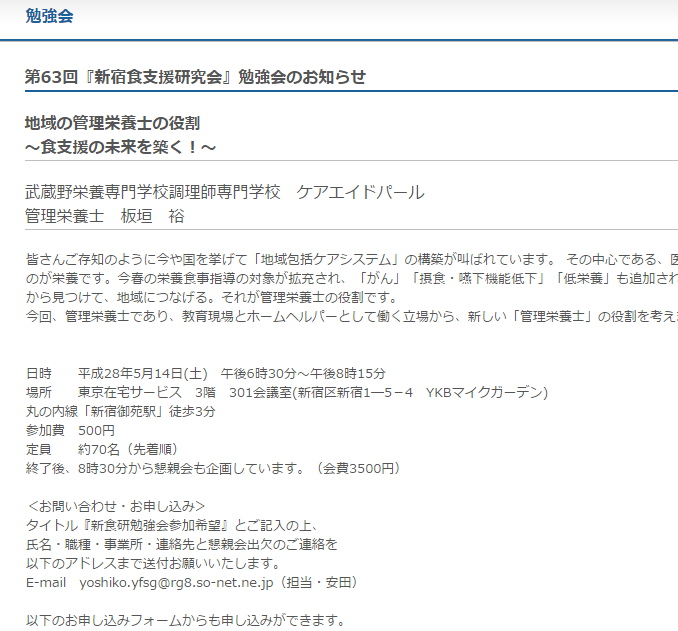 勉強会
第63回『新宿食支援研究会』勉強会のお知らせ
地域の管理栄養士の役割
～食支援の未来を築く！～
武蔵野栄養専門学校調理師専門学校　ケアエイドパール
管理栄養士　板垣　裕
皆さんご存知のように今や国を挙げて「地域包括ケアシステム」の構築が叫ばれています。 その中心である、医
のが栄養です。今春の栄養食事指導の対象が拡充され、「がん」「摂食・嚥下機能低下」「低栄養」も追加され
から見つけて、地域につなげる。それが管理栄養士の役割です。
今回、管理栄養士であり、教育現場とホームヘルパーとして働く立場から、新しい「管理栄養士」の役割を考え
日時　　平成28年5月14日(土)　午後6時30分～午後8時15分
場所　　東京在宅サービス　3階　301会議室(新宿区新宿1―5－4　YKBマイクガーデン)
丸の内線「新宿御苑駅」徒歩3分
参加費　500円
定員　　約70名（先着順）
終了後、8時30分から懇親会も企画しています。（会費3500円）
＜お問い合わせ・お申し込み＞
タイトル『新食研勉強会参加希望』とご記入の上、
氏名・職種・事業所・連絡先と懇親会出欠のご連絡を
以下のアドレスまで送付お願いいたします。
E-mail　yoshiko.yfsg@rg8.so-net.ne.jp（担当・安田）
以下のお申し込みフォームからも申し込みができます。